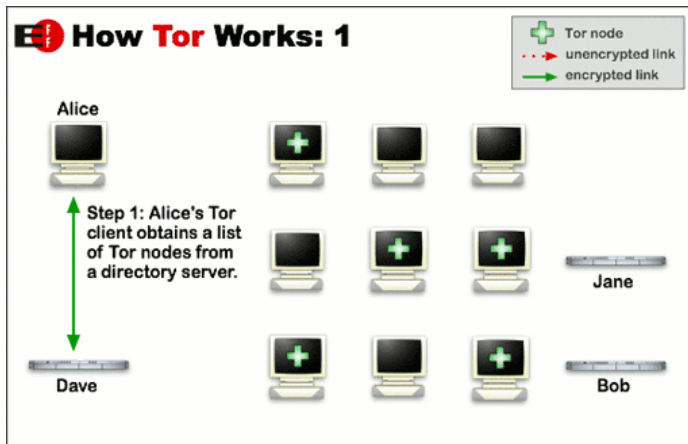 EFF How Tor Works: 1
Tor node
unencrypted link
encrypted link
Alice
Step 1: Alice's Tor
client obtains a list
of Tor nodes from
a directory server.
Jane
Dave
Bob